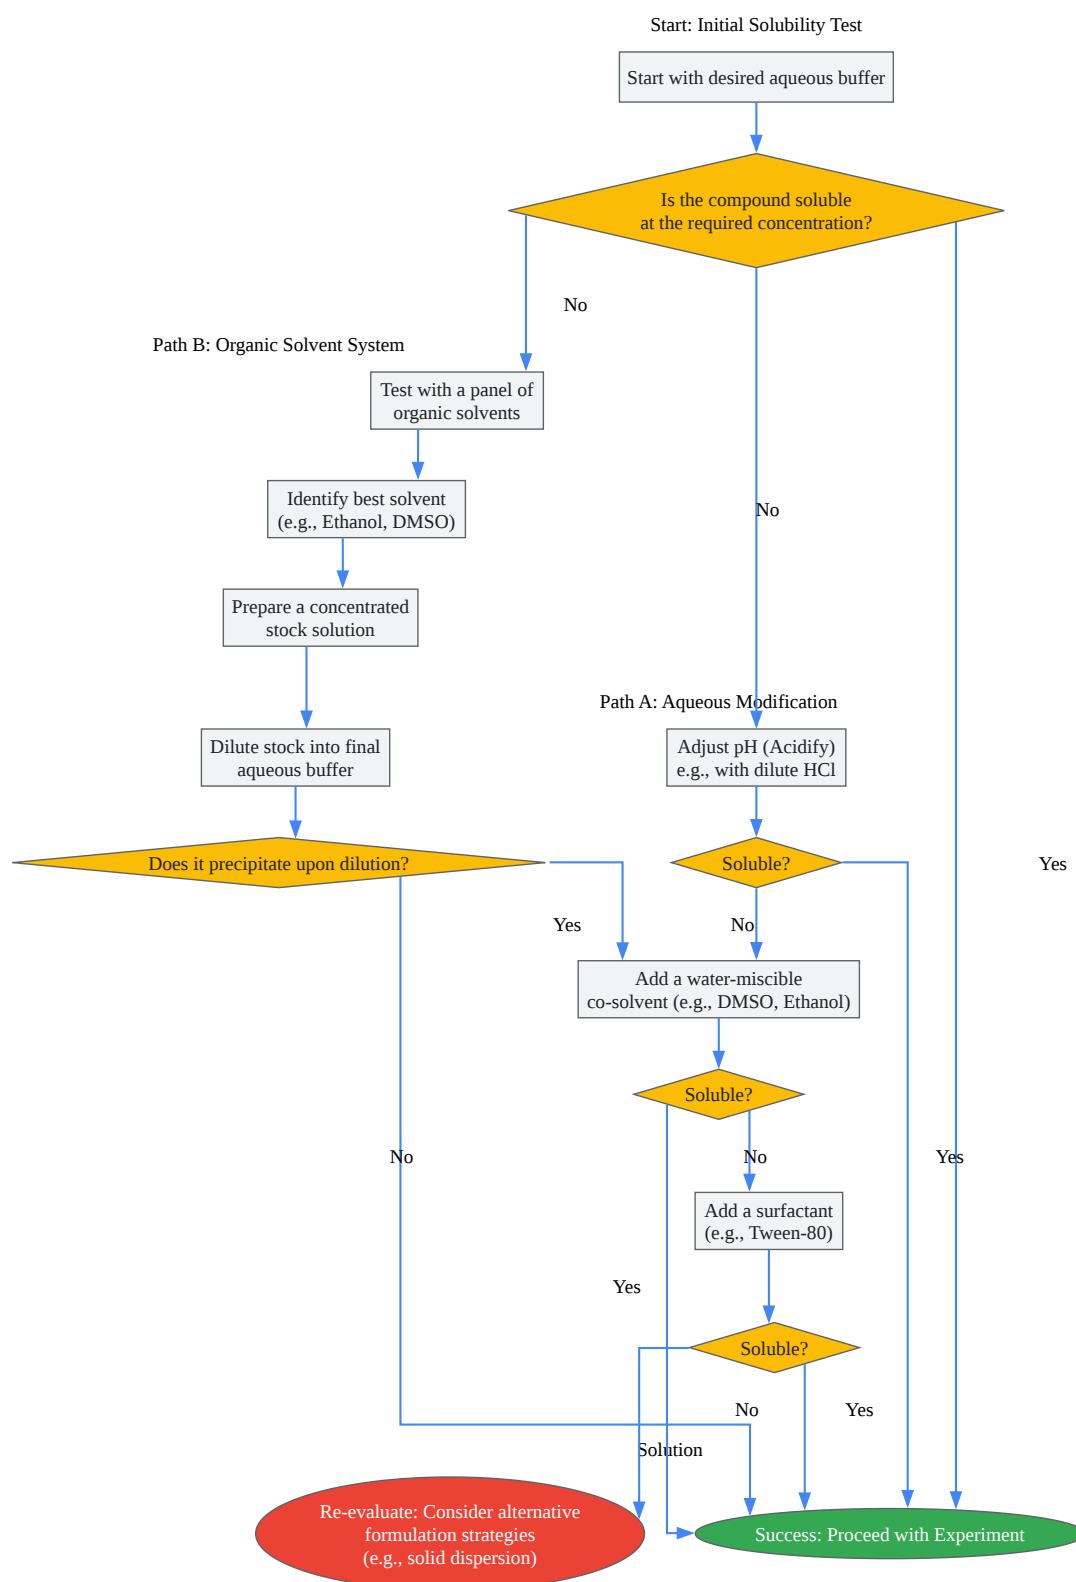 Start: Initial Solubility Test
Start with desired aqueous buffer
Is the compound soluble
at the required concentration?
No
Path B: Organic Solvent System
Test with a panel of
organic solvents
Identify best solvent
(e.g., Ethanol, DMSO)
No
Prepare a concentrated
stock solution
Path A: Aqueous Modification
Dilute stock into final
aqueous buffer
Adjust pH (Acidify)
e.g., with dilute HCl
Does it precipitate upon dilution?
Soluble?
Yes
Yes
No
Add a water-miscible
co-solvent (e.g., DMSO, Ethanol)
Soluble?
No
No
Yes
Add a surfactant
(e.g., Tween-80)
Yes
Soluble?
No
Yes
Solution
Re-evaluate: Consider alternative
formulation strategies
(e.g., solid dispersion)
Success: Proceed with Experiment